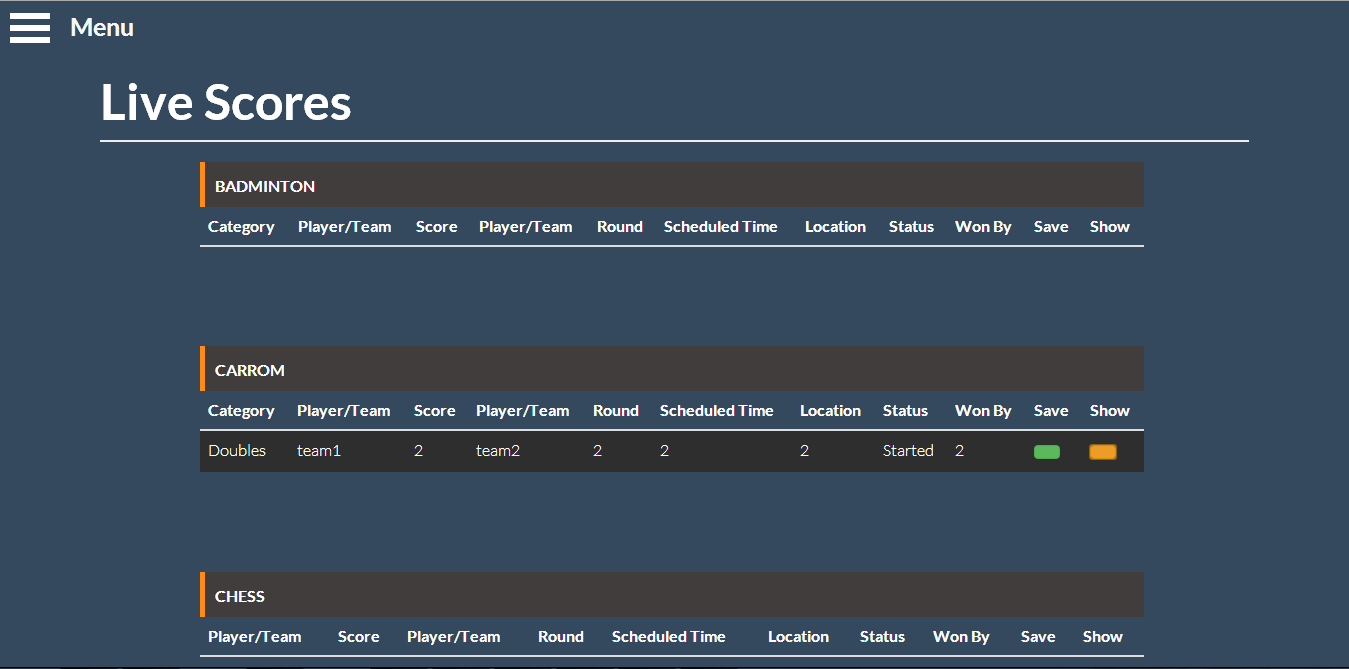 Menu
Live Scores
BADMINTON
Category Player/Team Score Player/Team Round Scheduled Time Location Status Won By Save Show
CARROM
Category Player/Team Score Player/Team Round Scheduled Time Location Status Won By Save Show
Doubles team1 2 team2 2 2 2 Started 2
CHESS
Player/Team Score Player/Team Round Scheduled Time Location Status Won By Save Show